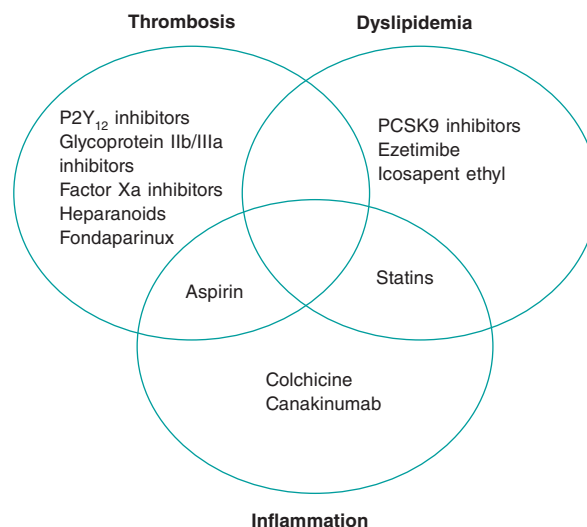 Thrombosis
Dyslipidemia
P2Y₁₂ inhibitors
Glycoprotein IIb/IIIa
inhibitors
Factor Xa inhibitors
Heparanoids
Fondaparinux
PCSK9 inhibitors
Ezetimibe
Icosapent ethyl
Aspirin
Statins
Colchicine
Canakinumab
Inflammation